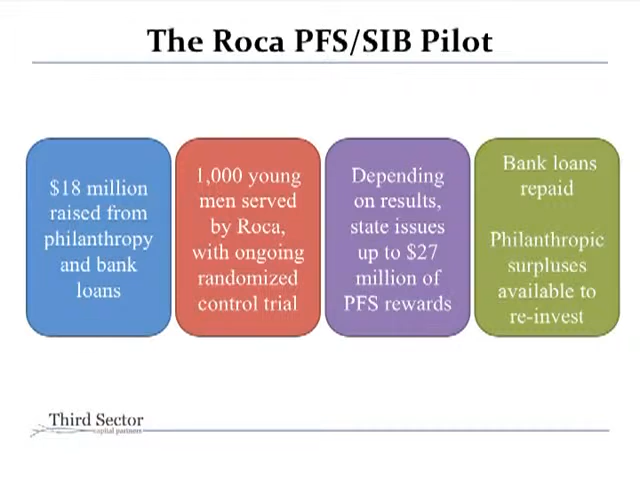 The Roca PFS/SIB Pilot
$18 million
raised from
philanthropy
and bank
loans
1,000 young
men served
by Roca,
with ongoing
randomized
control trial
Depending
on results,
state issues
up to $27
million of
PFS rewards
Bank loans
repaid
Philanthropic
surpluses
available to
re-invest
Third Sector
capital partners